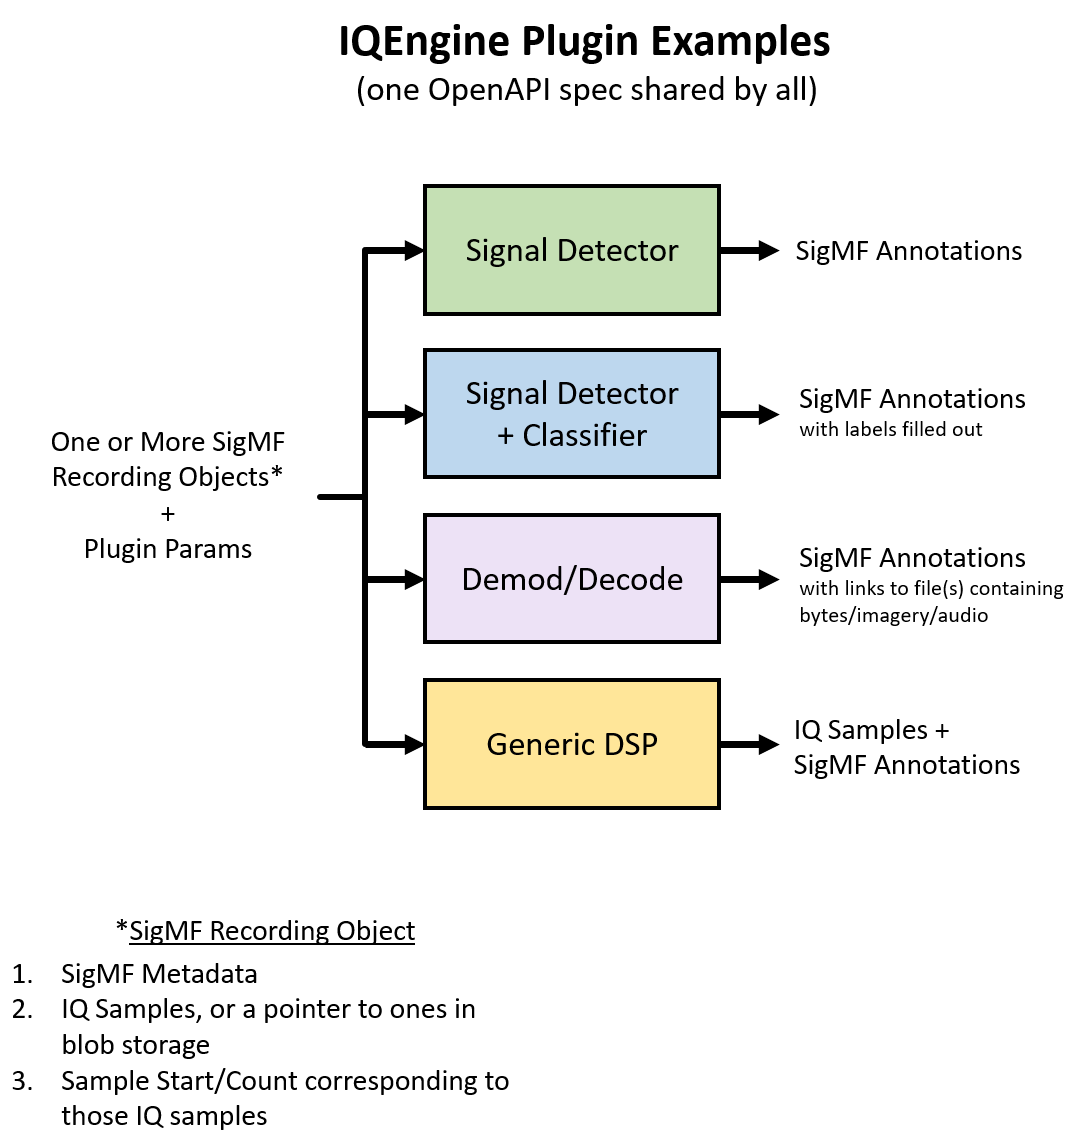 IQEngine Plugin Examples
(one OpenAPI spec shared by all)
Signal Detector
SigMF Annotations
Signal Detector
+ Classifier
SigMF Annotations
with labels filled out
One or More SigMF
Recording Objects*
+
Plugin Params
Demod/Decode
SigMF Annotations
with links to file(s) containing
bytes/imagery/audio
Generic DSP
IQ Samples +
SigMF Annotations
*SigMF Recording Object
1. SigMF Metadata
2. IQ Samples, or a pointer to ones in
blob storage
3. Sample Start/Count corresponding to
those IQ samples